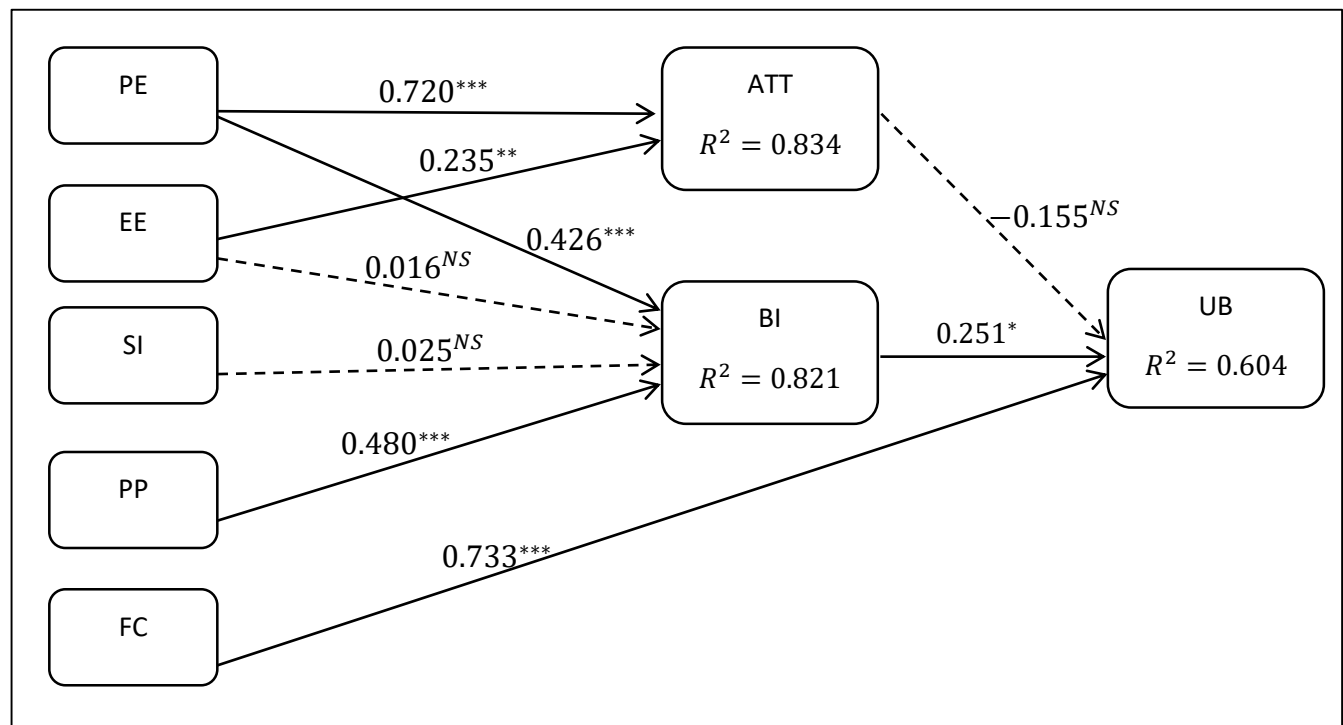 PE
0.720***
ATT
R² = 0.834
0.235**
EE
0.426***
−0.155^NS
0.016^NS
SI
0.025^NS
BI
R² = 0.821
0.251*
UB
R² = 0.604
PP
0.480***
0.733***
FC